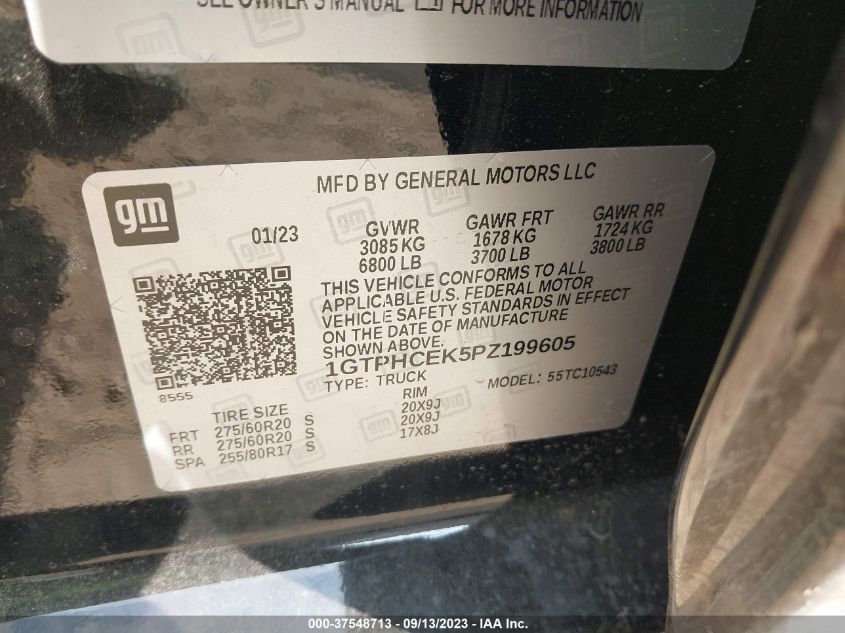 SEE OWNER'S MANUAL FOR MORE INFORMATION
gm
MFD BY GENERAL MOTORS LLC
01/23
GVWR GAWR FRT GAWR RR
3085 KG 1678 KG 1724 KG
6800 LB 3700 LB 3800 LB
THIS VEHICLE CONFORMS TO ALL
APPLICABLE U.S. FEDERAL MOTOR
VEHICLE SAFETY STANDARDS IN EFFECT
ON THE DATE OF MANUFACTURE
SHOWN ABOVE.
1GTPHCEK5PZ199605
TYPE: TRUCK MODEL: 55TC10543
8555
TIRE SIZE RIM
FRT 275/60R20 S 20X9J
RR 275/60R20 S 20X9J
SPA 255/80R17 S 17X8J
000-37548713 - 09/13/2023 - IAA Inc.